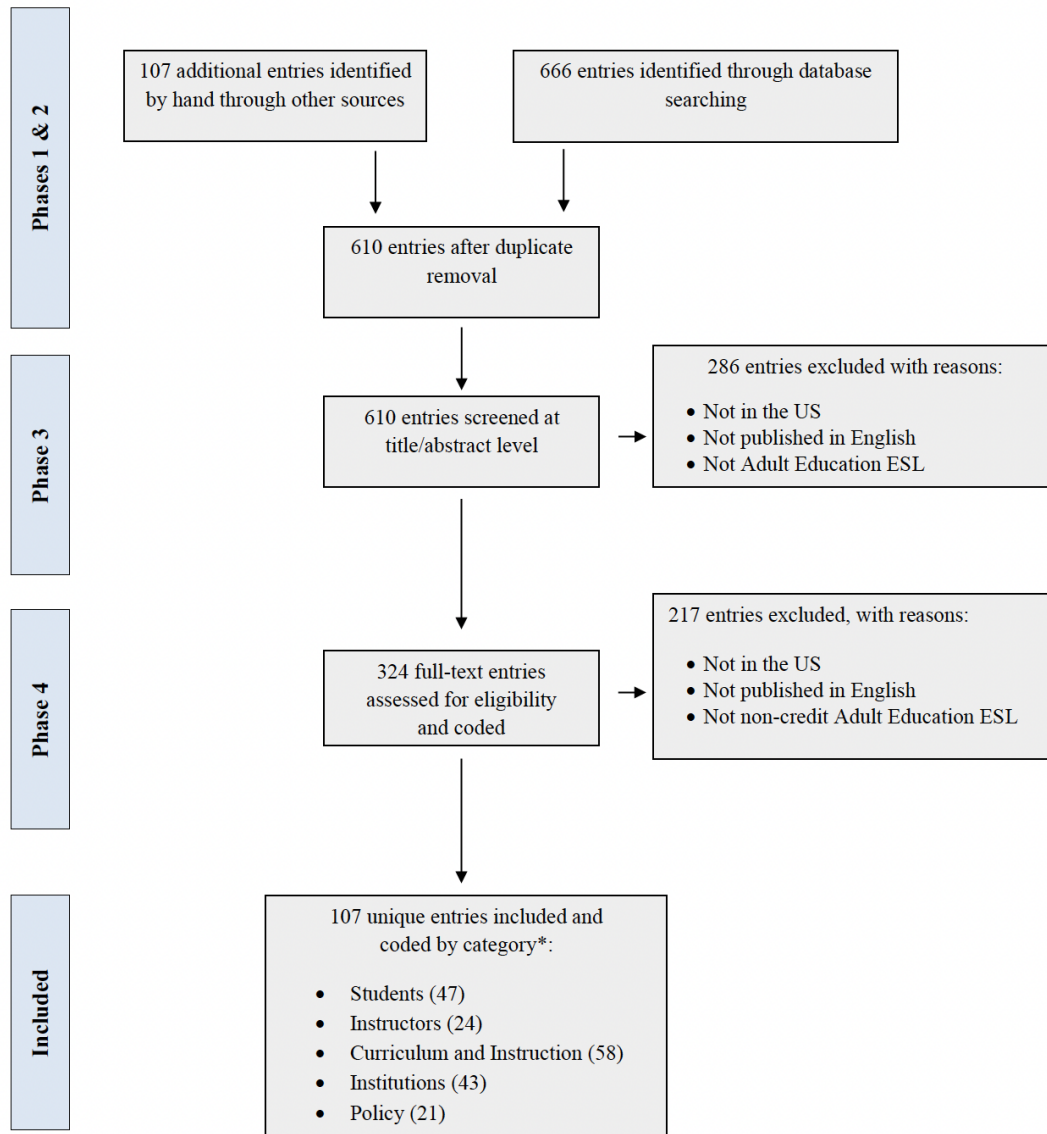 Phases 1 & 2
107 additional entries identified
by hand through other sources
666 entries identified through database
searching
610 entries after duplicate
removal
Phase 3
610 entries screened at
title/abstract level
286 entries excluded with reasons:
• Not in the US
• Not published in English
• Not Adult Education ESL
Phase 4
324 full-text entries
assessed for eligibility
and coded
217 entries excluded, with reasons:
• Not in the US
• Not published in English
• Not non-credit Adult Education ESL
Included
107 unique entries included and
coded by category*:
• Students (47)
• Instructors (24)
• Curriculum and Instruction (58)
• Institutions (43)
• Policy (21)